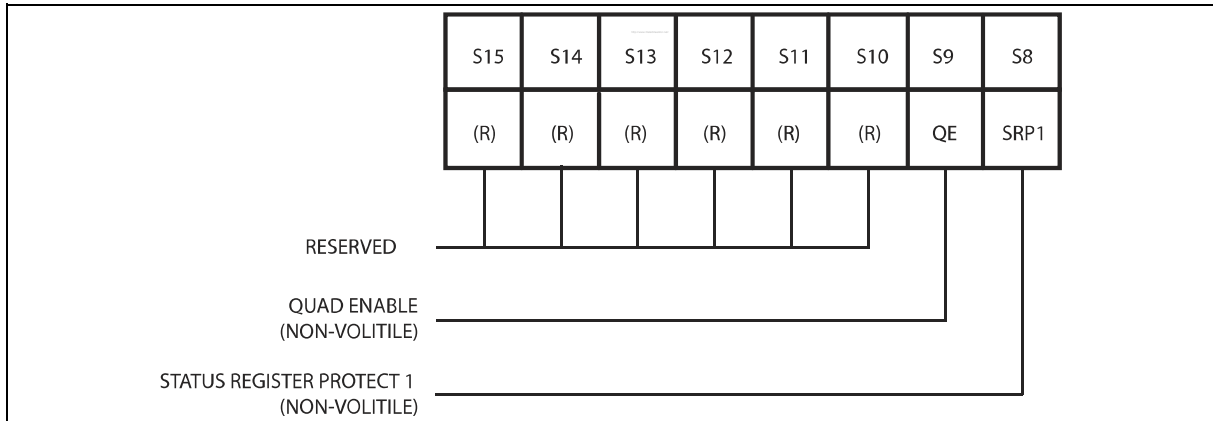 S15 S14 S13 S12 S11 S10 S9 S8
(R) (R) (R) (R) (R) (R) QE SRP1
RESERVED
QUAD ENABLE
(NON-VOLITILE)
STATUS REGISTER PROTECT 1
(NON-VOLITILE)